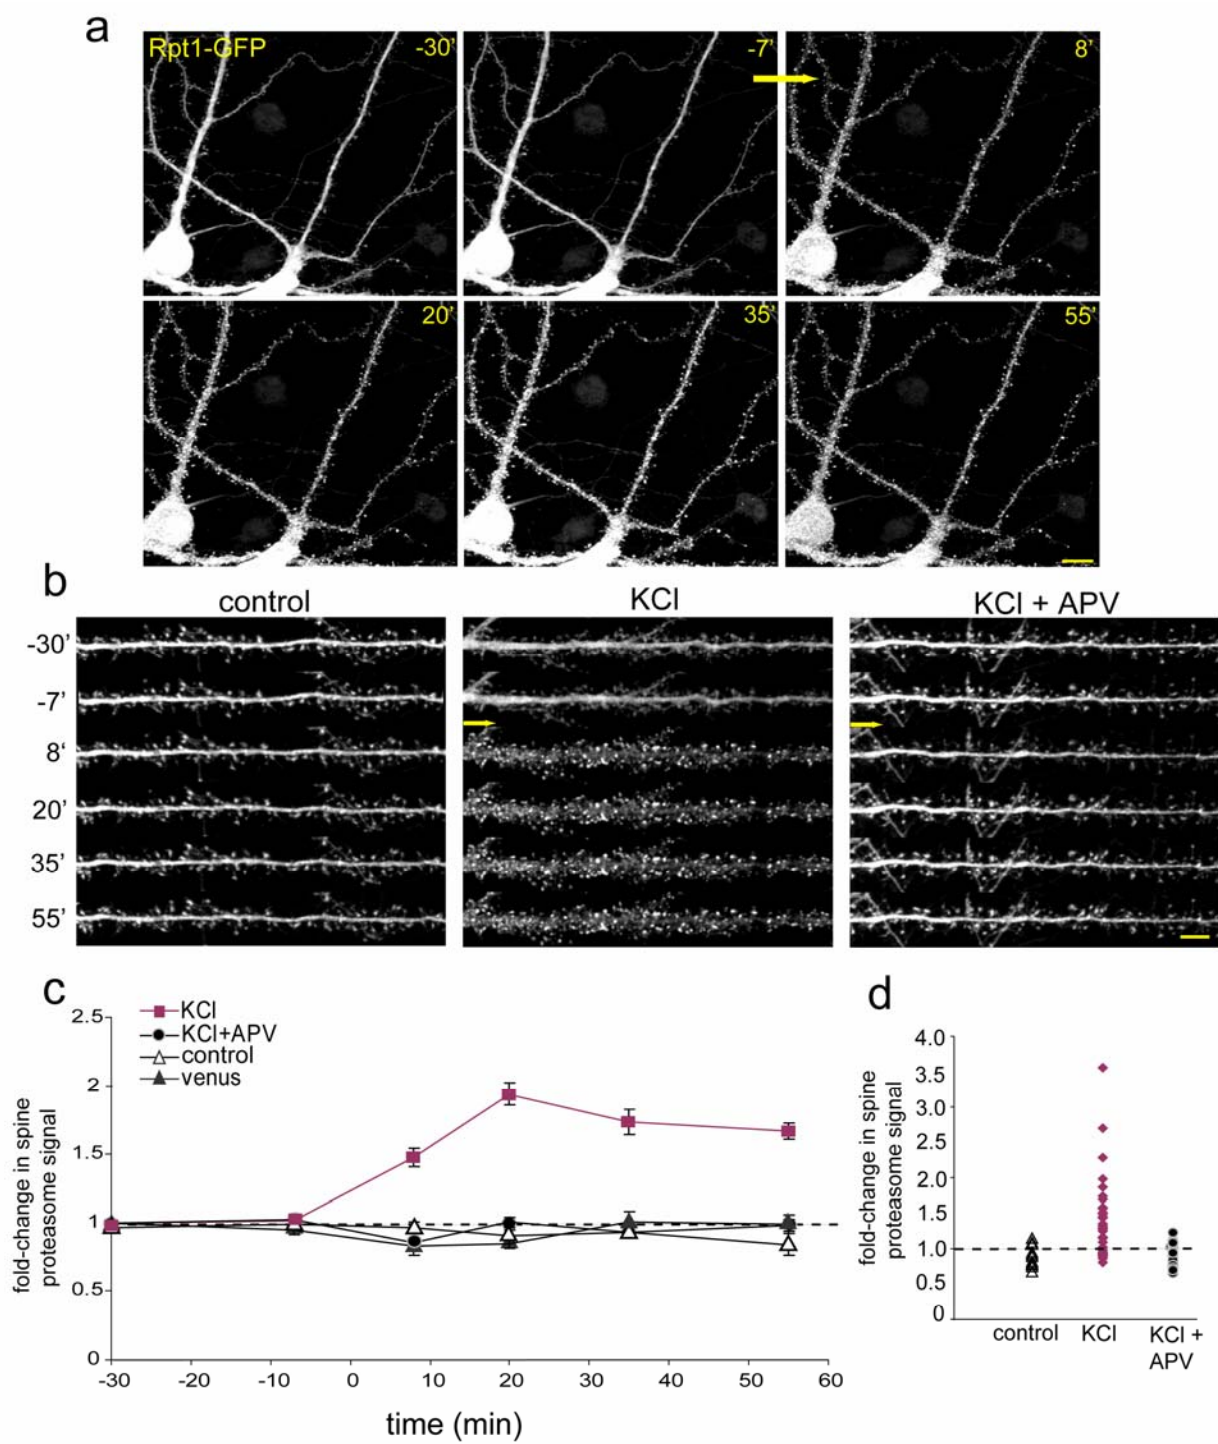 a
Rpt1-GFP
-30’
-7’
8’
20’
35’
55’
b
control
KCl
KCl + APV
-30’
-7’
8‘
20’
35’
55’
c
KCl
KCl+APV
control
venus
2.5
2
1.5
1
0.5
0
fold-change in spine
proteasome signal
-30
-20
-10
0
10
20
30
40
50
60
time (min)
d
4.0
3.5
3.0
2.5
2.0
1.5
1.0
0.5
0
fold-change in spine
proteasome signal
control
KCl
KCl +
APV